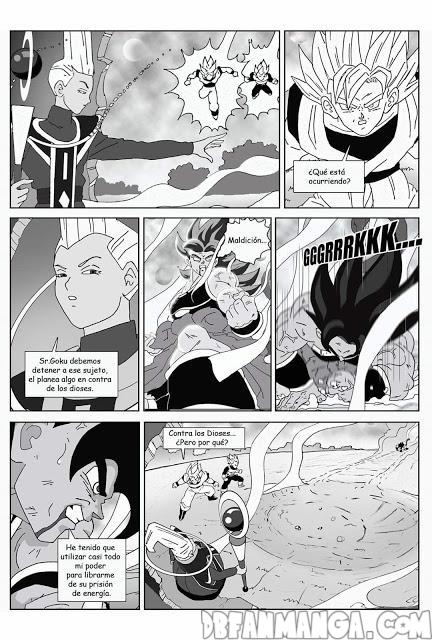 ¿Qué está
ocurriendo?
Sr.Goku debemos
detener a ese sujeto,
el planea algo en contra
de los dioses.
Maldición...
GGGRRRKKK....
He tenido que
utilizar casi todo
mi poder
para librarme
de su prisión
de energía.
Contra los Dioses...
¿Pero por qué?
DBFANMANGA.COM